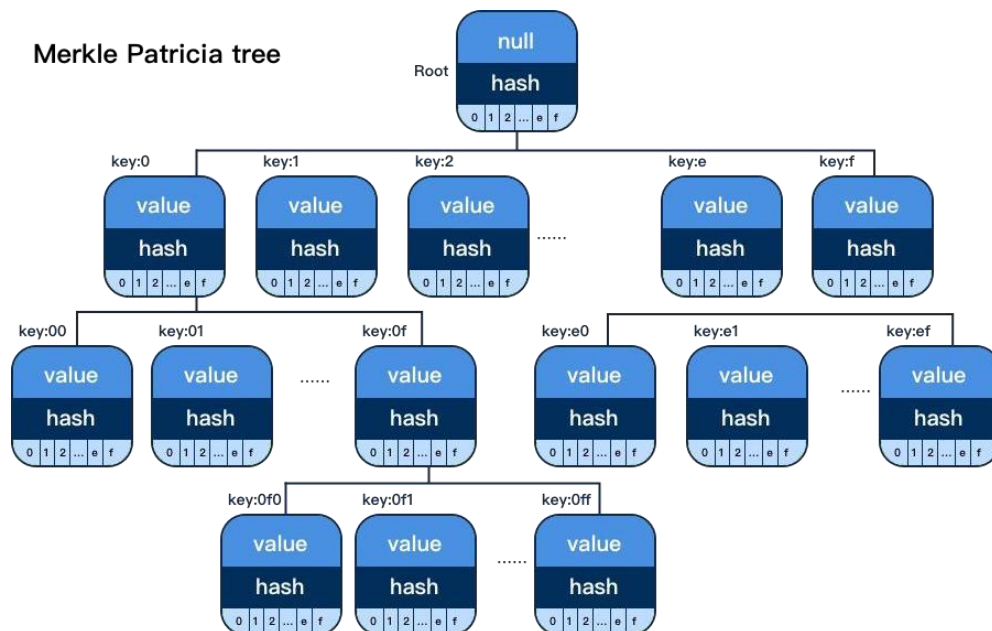 Merkle Patricia tree
Root
null
hash
0 1 2 ... e f
key:0 key:1 key:2 key:e key:f
value value value value value
......
hash hash hash hash hash
0 1 2 ... e f 0 1 2 ... e f 0 1 2 ... e f 0 1 2 ... e f 0 1 2 ... e f
key:00 key:01 key:0f key:e0 key:e1 key:ef
value value ...... value value value ...... value
hash hash hash hash hash hash
0 1 2 ... e f 0 1 2 ... e f 0 1 2 ... e f 0 1 2 ... e f 0 1 2 ... e f 0 1 2 ... e f
key:0f0 key:0f1 key:0ff
value value ...... value
hash hash hash
0 1 2 ... e f 0 1 2 ... e f 0 1 2 ... e f